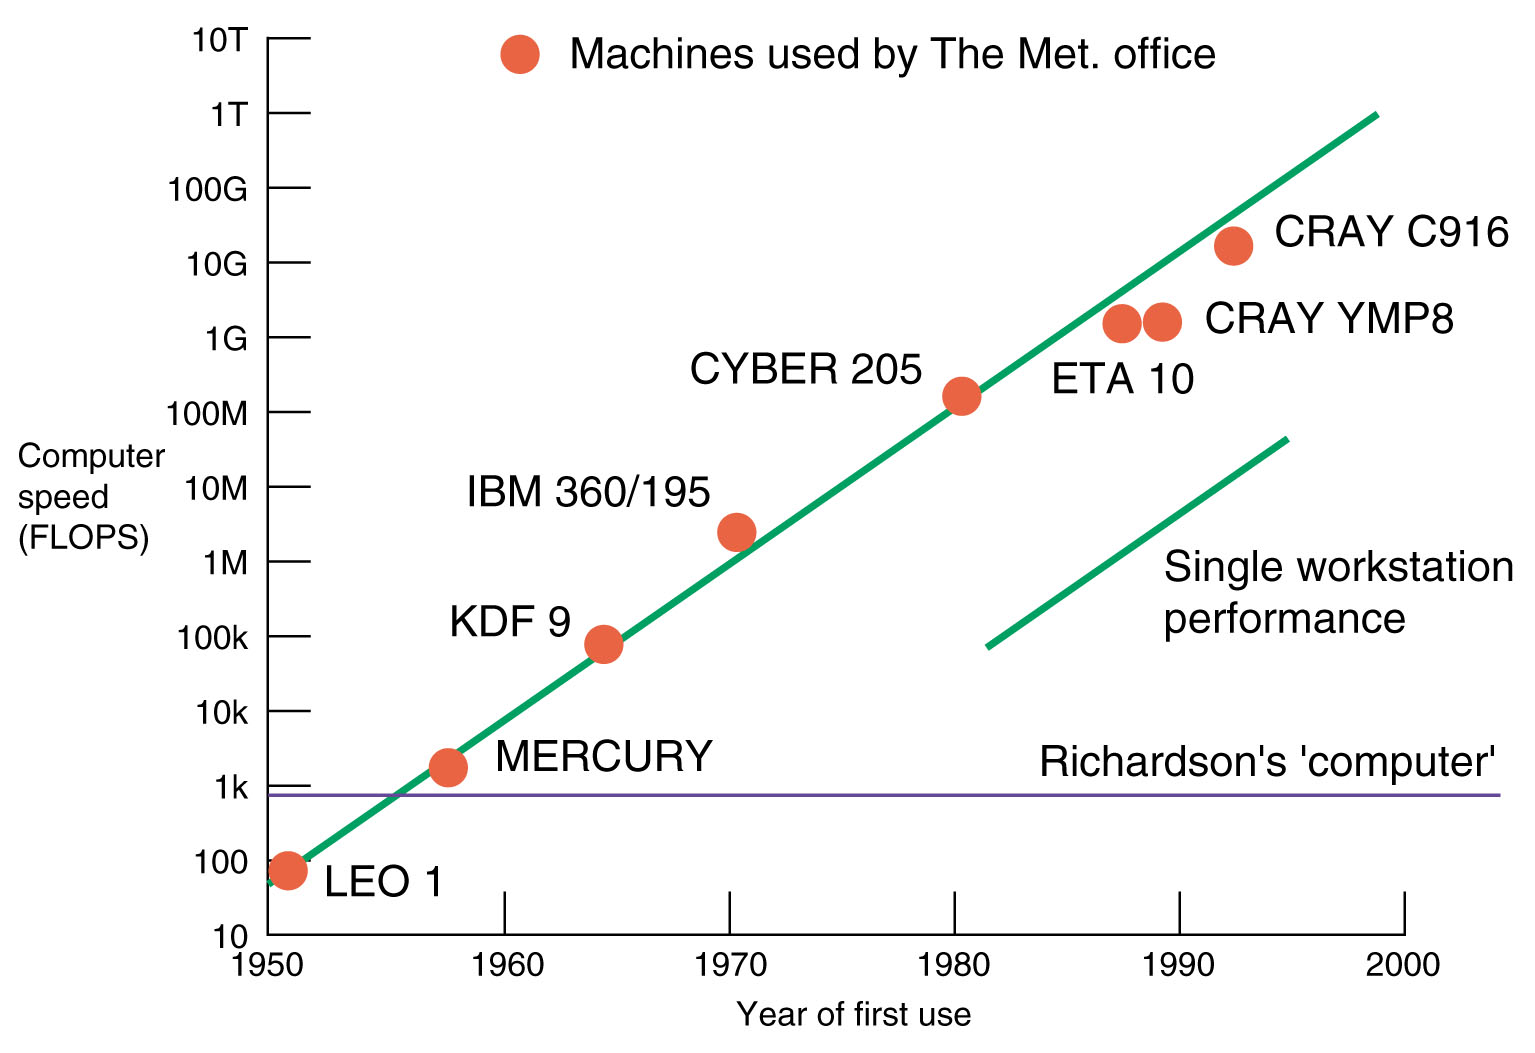 Machines used by The Met. office
10T
1T
100G
10G
1G
100M
10M
1M
100k
10k
1k
100
10
Computer
speed
(FLOPS)
CRAY C916
CRAY YMP8
ETA 10
CYBER 205
IBM 360/195
KDF 9
MERCURY
LEO 1
Single workstation
performance
Richardson's 'computer'
1950
1960
1970
1980
1990
2000
Year of first use